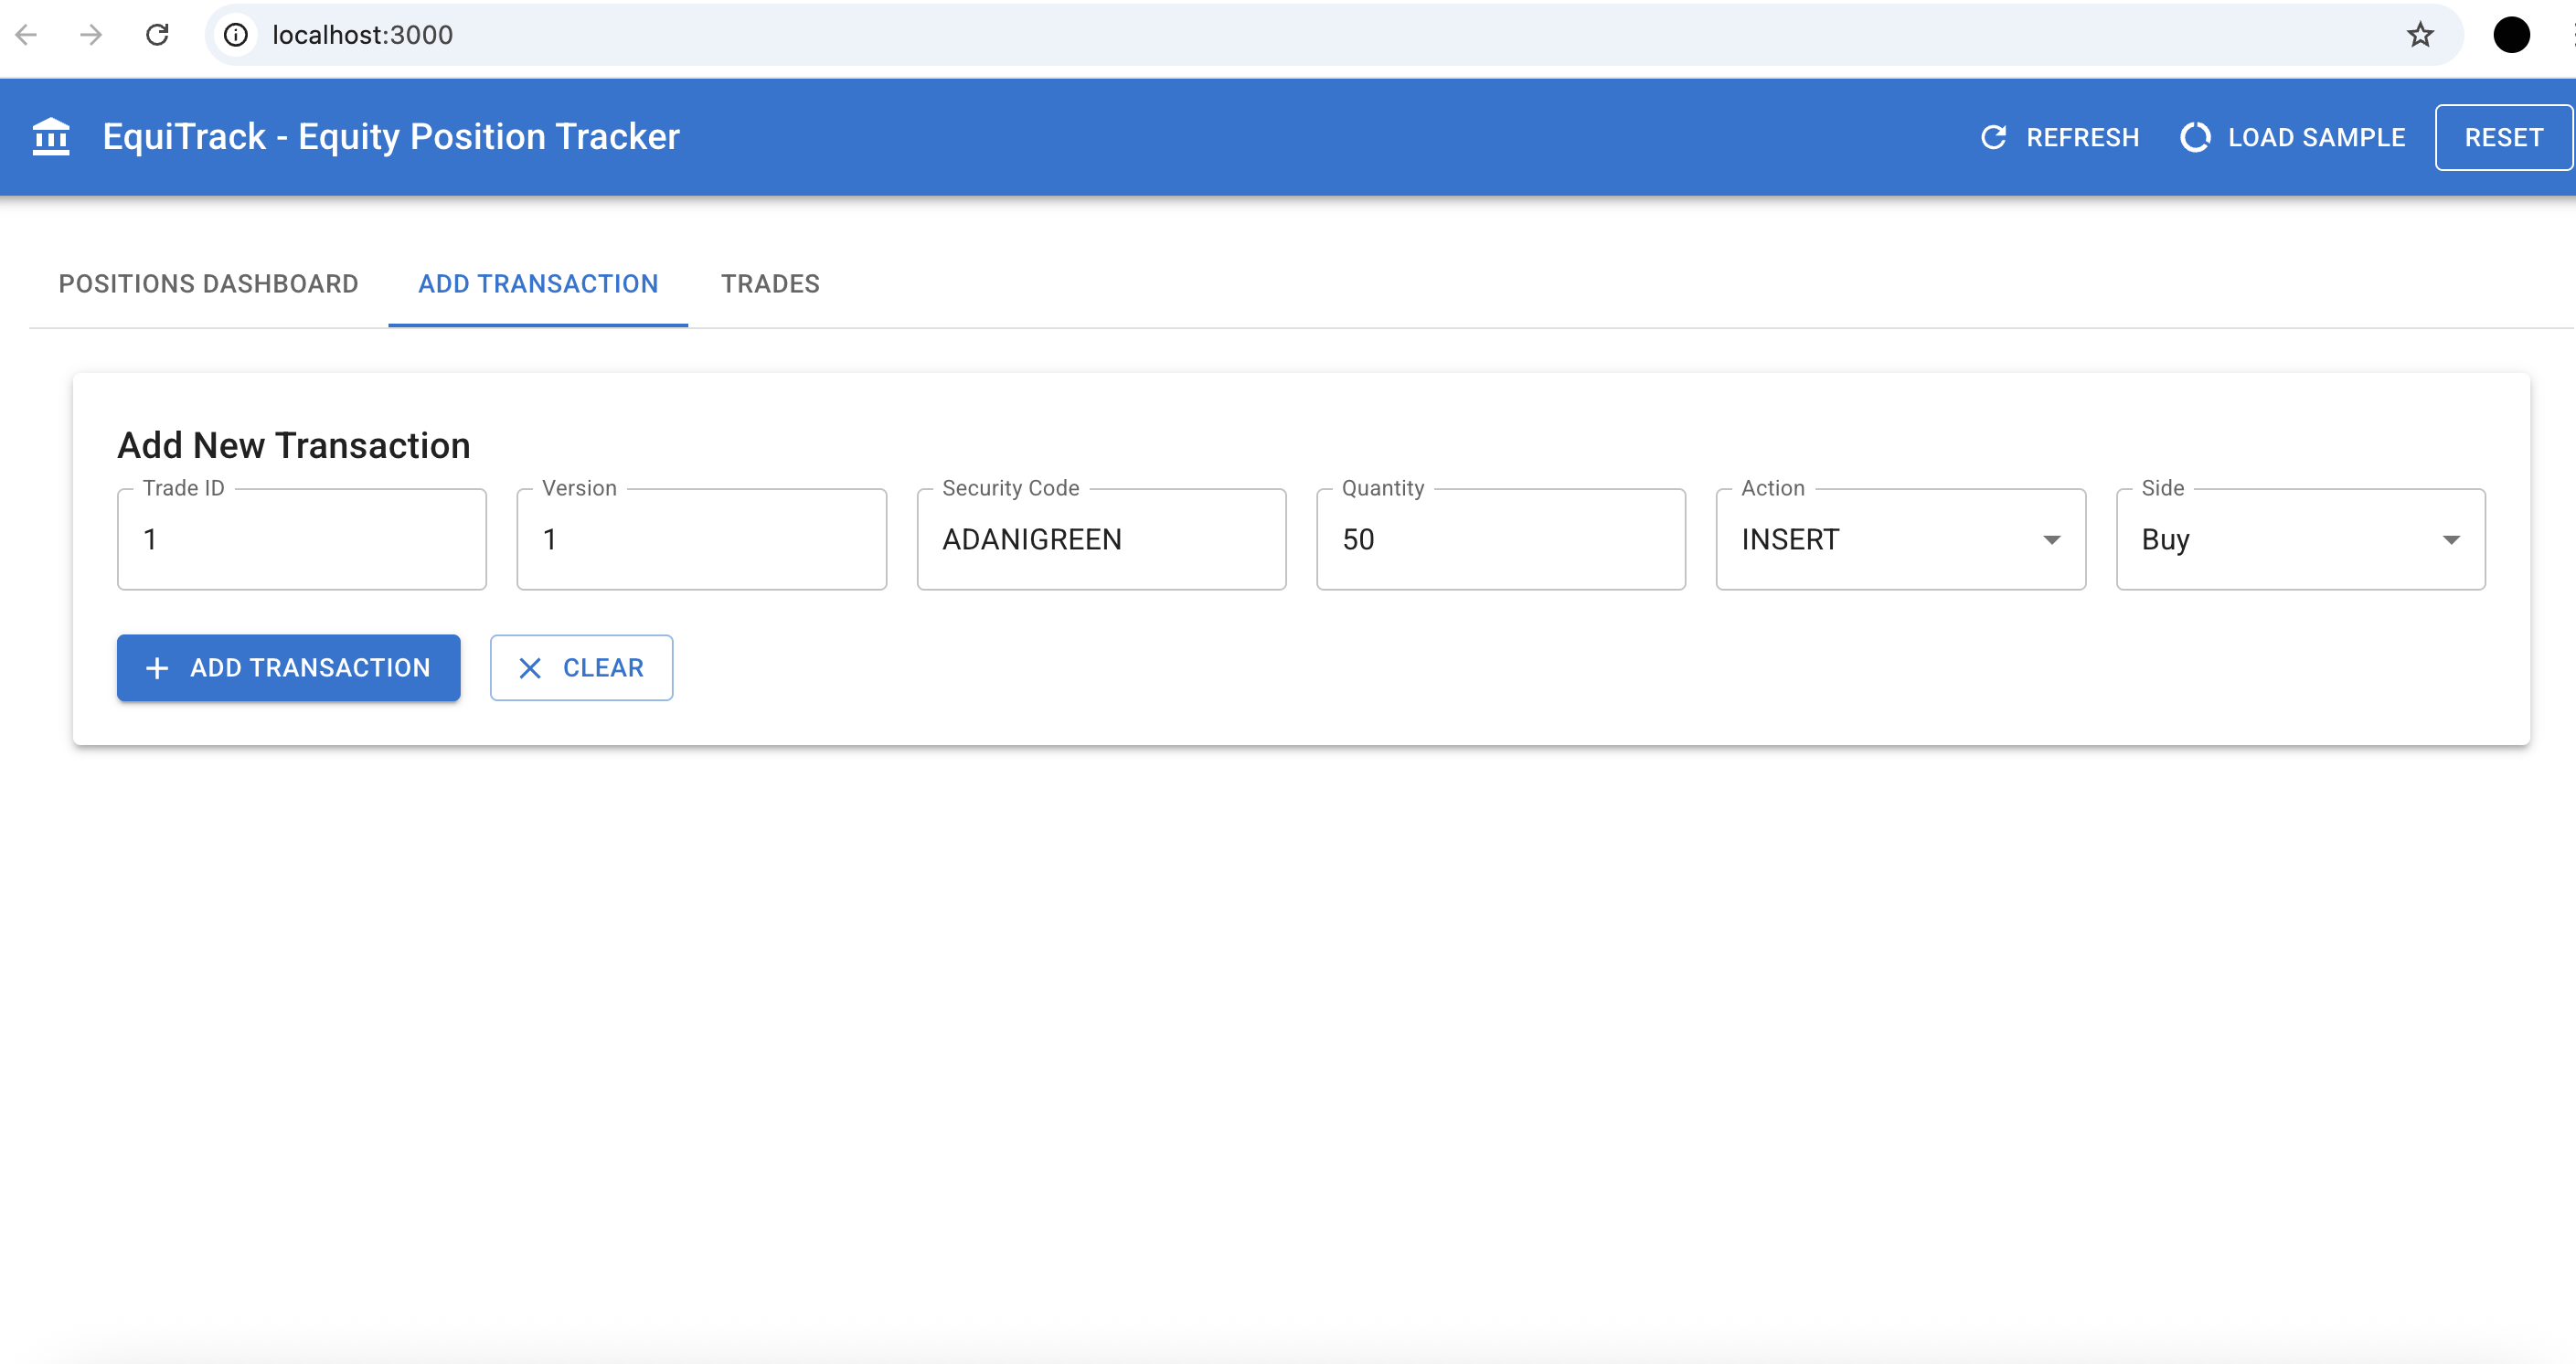 localhost:3000
EquiTrack - Equity Position Tracker REFRESH LOAD SAMPLE RESET
POSITIONS DASHBOARD ADD TRANSACTION TRADES
Add New Transaction
Trade ID Version Security Code Quantity Action Side
1 1 ADANIGREEN 50 INSERT Buy
ADD TRANSACTION CLEAR